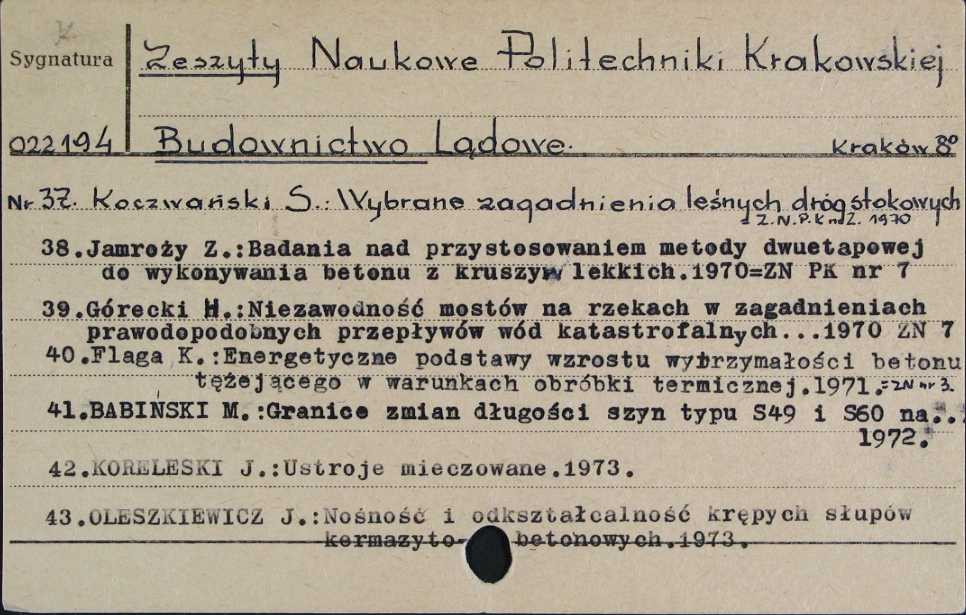 Sygnatura
Zeszyty Naukowe Politechniki Krakowskiej
022194
Budownictwo Lądowe.
Kraków 8°
Nr 37. Koczwański S.: Wybrane zagadnienia leśnych dróg stokowych
= Z.N.P.K nr 2. 1970
38.Jamroży Z.:Badania nad przystosowaniem metody dwuetapowej
do wykonywania betonu z kruszyw lekkich.1970=ZN PK nr 7
39.Górecki H.:Niezawodność mostów na rzekach w zagadnieniach
prawodopodobnych przepływów wód katastrofalnych...1970 ZN 7
40.Flaga K.:Energetyczne podstawy wzrostu wytrzymałości betonu
tężejącego w warunkach obróbki termicznej.1971.=ZN nr 3.
41.BABIŃSKI M.:Granice zmian długości szyn typu S49 i S60 na...
1972.
42.KORELESKI J.:Ustroje mieczowane.1973.
43.OLESZKIEWICZ J.:Nośność i odkształcalność krępych słupów
kermazyto- betonowych.1973.